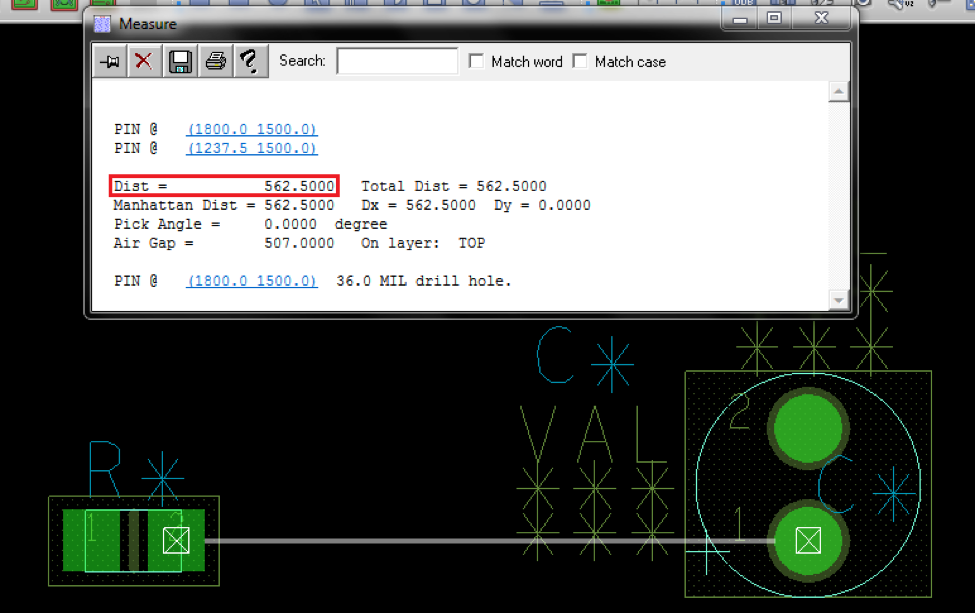 Measure
Search: Match word Match case
PIN @ (1800.0 1500.0)
PIN @ (1237.5 1500.0)
Dist = 562.5000 Total Dist = 562.5000
Manhattan Dist = 562.5000 Dx = 562.5000 Dy = 0.0000
Pick Angle = 0.0000 degree
Air Gap = 507.0000 On layer: TOP
PIN @ (1800.0 1500.0) 36.0 MIL drill hole.
***
C*
2
VAL
R*
***
C*
1
2
***
1